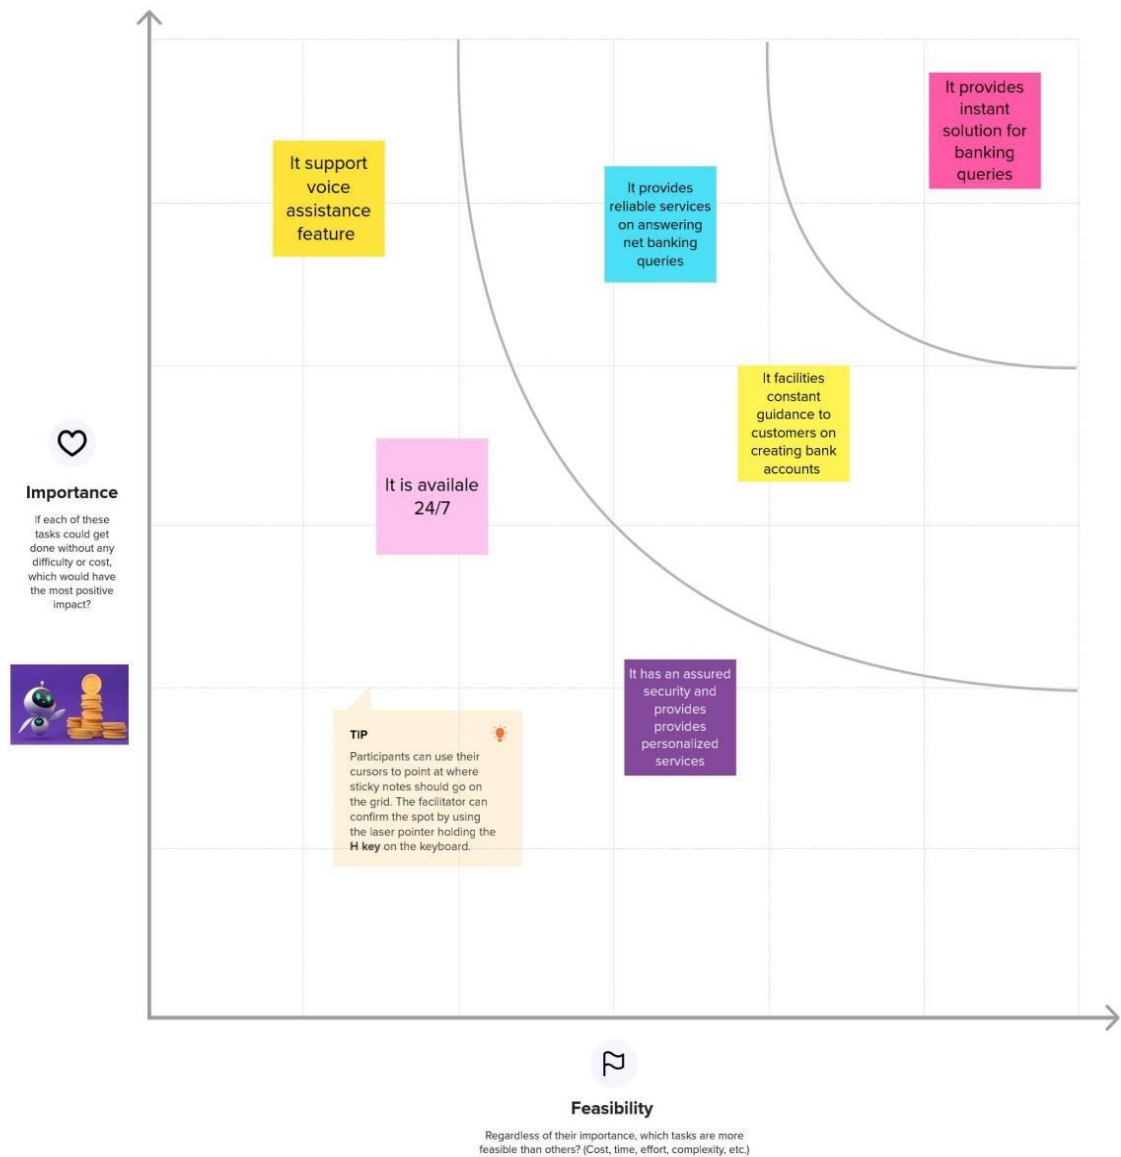 It provides
instant
solution for
banking
queries
It support
voice
assistance
feature
It provides
reliable services
on answering
net banking
queries
It facilities
constant
guidance to
customers on
creating bank
accounts
It is availale
24/7
Importance
If each of these
tasks could get
done without any
difficulty or cost,
which would have
the most positive
impact?
It has an assured
security and
provides
provides
personalized
services
TIP
Participants can use their
cursors to point at where
sticky notes should go on
the grid. The facilitator can
confirm the spot by using
the laser pointer holding the
H key on the keyboard.
Feasibility
Regardless of their importance, which tasks are more
feasible than others? (Cost, time, effort, complexity, etc.)